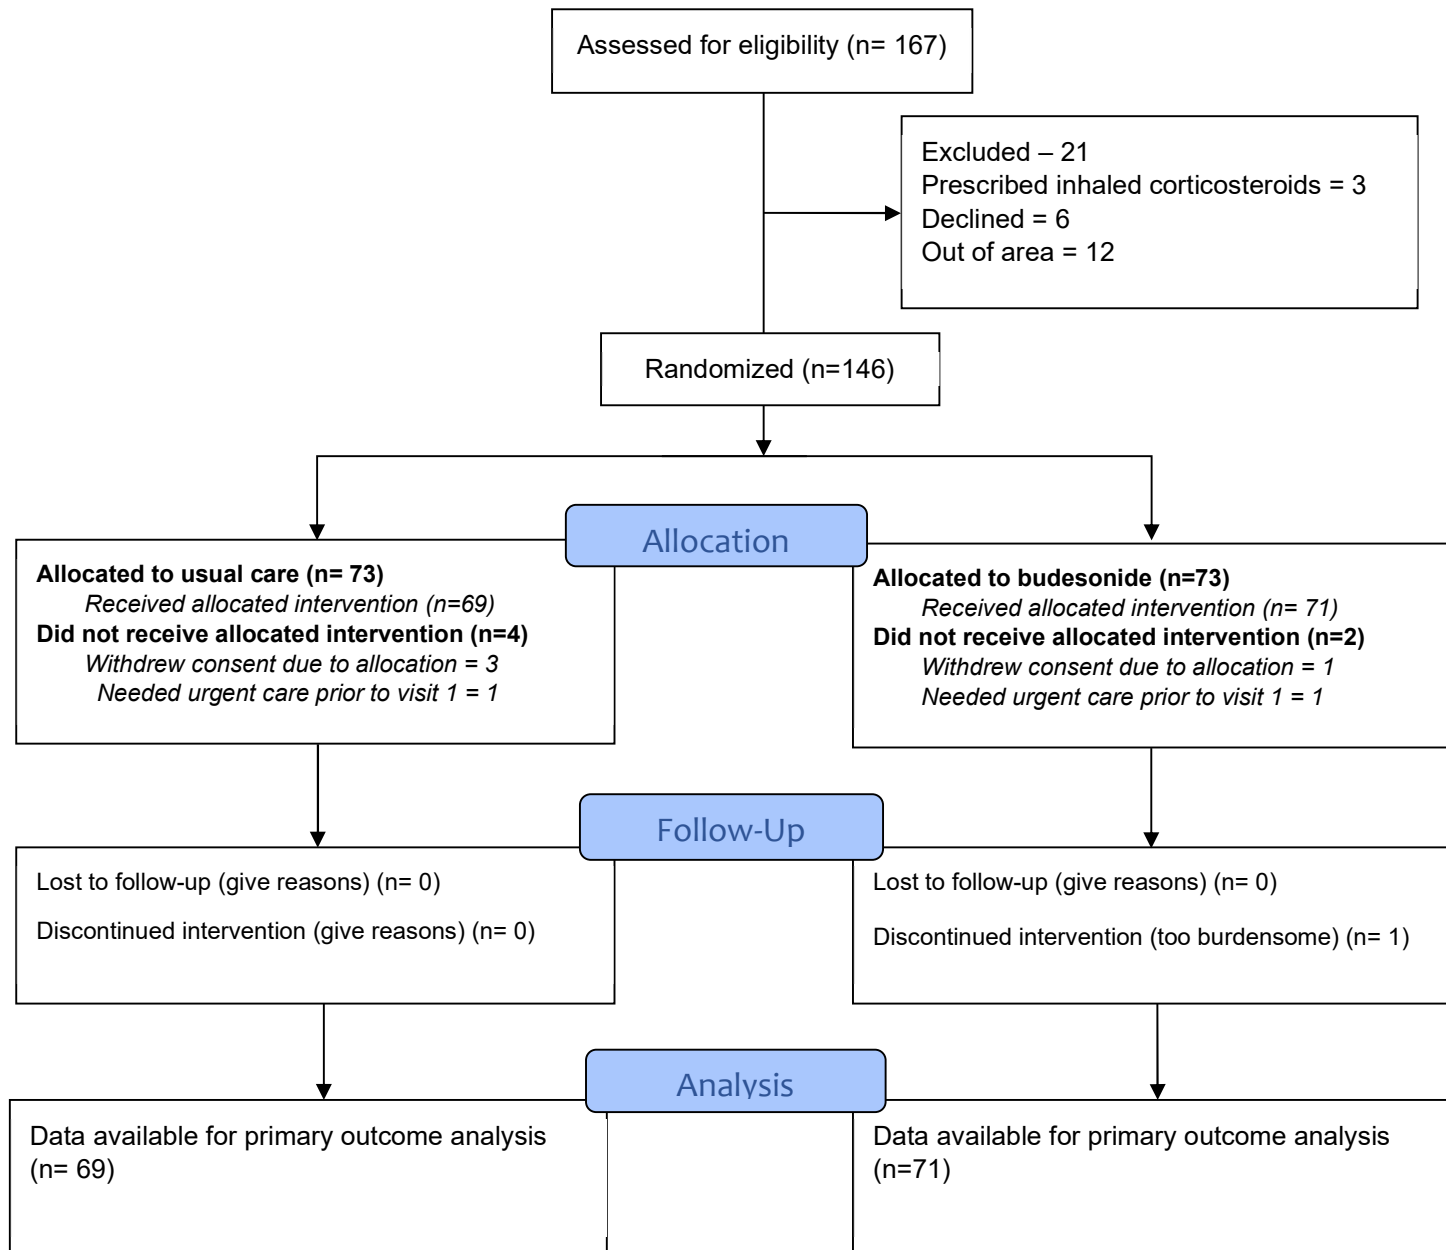 Assessed for eligibility (n= 167)
Excluded – 21
Prescribed inhaled corticosteroids = 3
Declined = 6
Out of area = 12
Randomized (n=146)
Allocation
Allocated to usual care (n= 73)
Received allocated intervention (n=69)
Did not receive allocated intervention (n=4)
Withdrew consent due to allocation = 3
Needed urgent care prior to visit 1 = 1
Allocated to budesonide (n=73)
Received allocated intervention (n= 71)
Did not receive allocated intervention (n=2)
Withdrew consent due to allocation = 1
Needed urgent care prior to visit 1 = 1
Follow-Up
Lost to follow-up (give reasons) (n= 0)
Discontinued intervention (give reasons) (n= 0)
Lost to follow-up (give reasons) (n= 0)
Discontinued intervention (too burdensome) (n= 1)
Analysis
Data available for primary outcome analysis
(n= 69)
Data available for primary outcome analysis
(n=71)